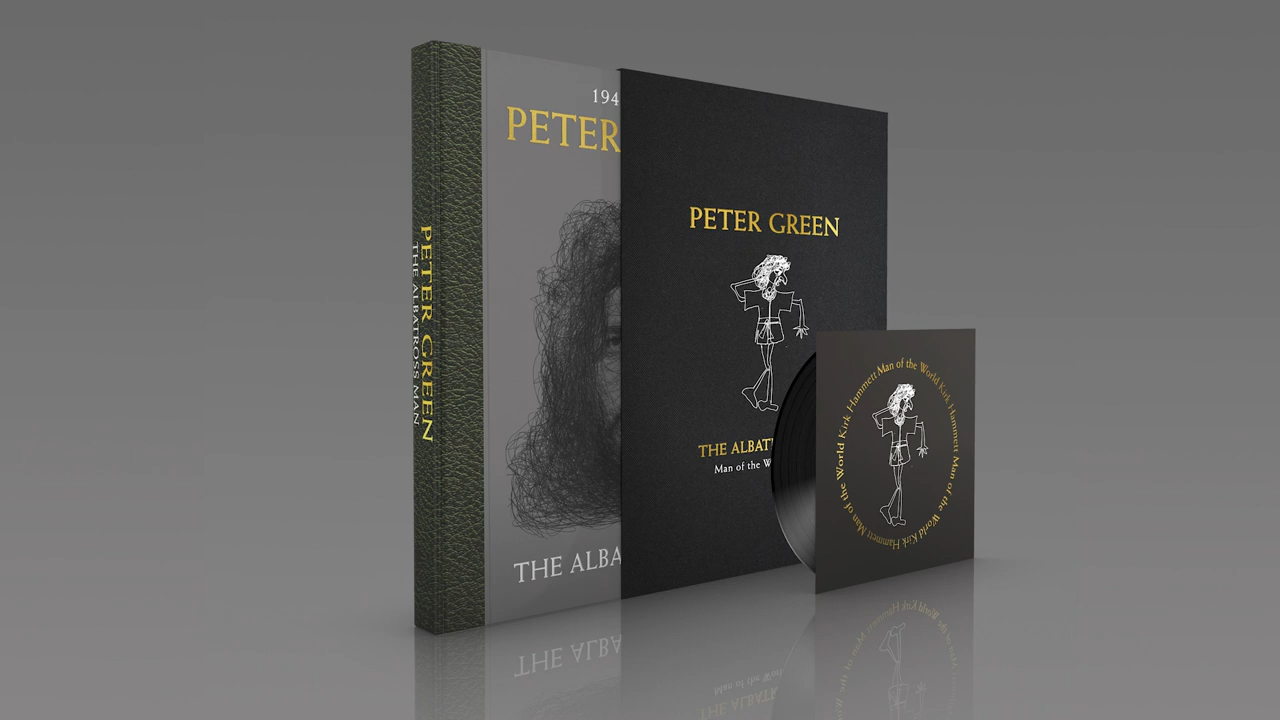 PETER GREEN
THE ALBATROSS MAN
194
PETER
THE ALBA
PETER GREEN
THE ALBAT
Man of the W
Man of the World Kirk Hammett Man of the World Kirk Hammett Man of the World Kirk Hammett